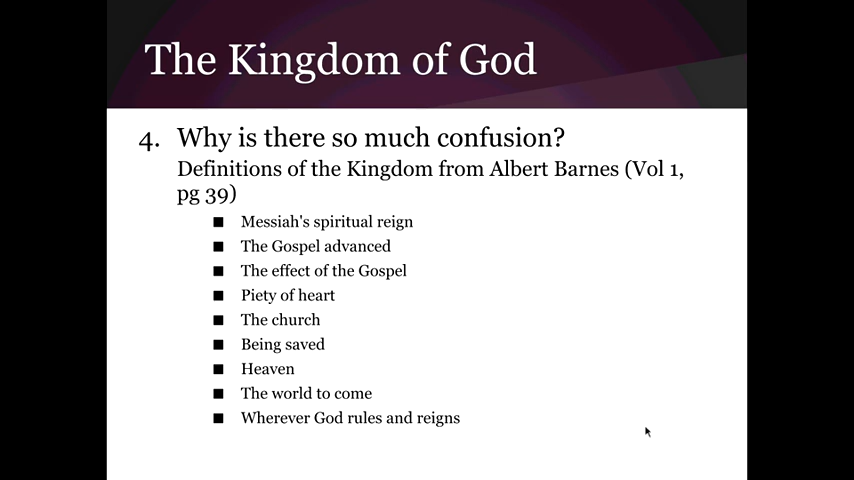 The Kingdom of God
4. Why is there so much confusion?
Definitions of the Kingdom from Albert Barnes (Vol 1,
pg 39)
■ Messiah's spiritual reign
■ The Gospel advanced
■ The effect of the Gospel
■ Piety of heart
■ The church
■ Being saved
■ Heaven
■ The world to come
■ Wherever God rules and reigns